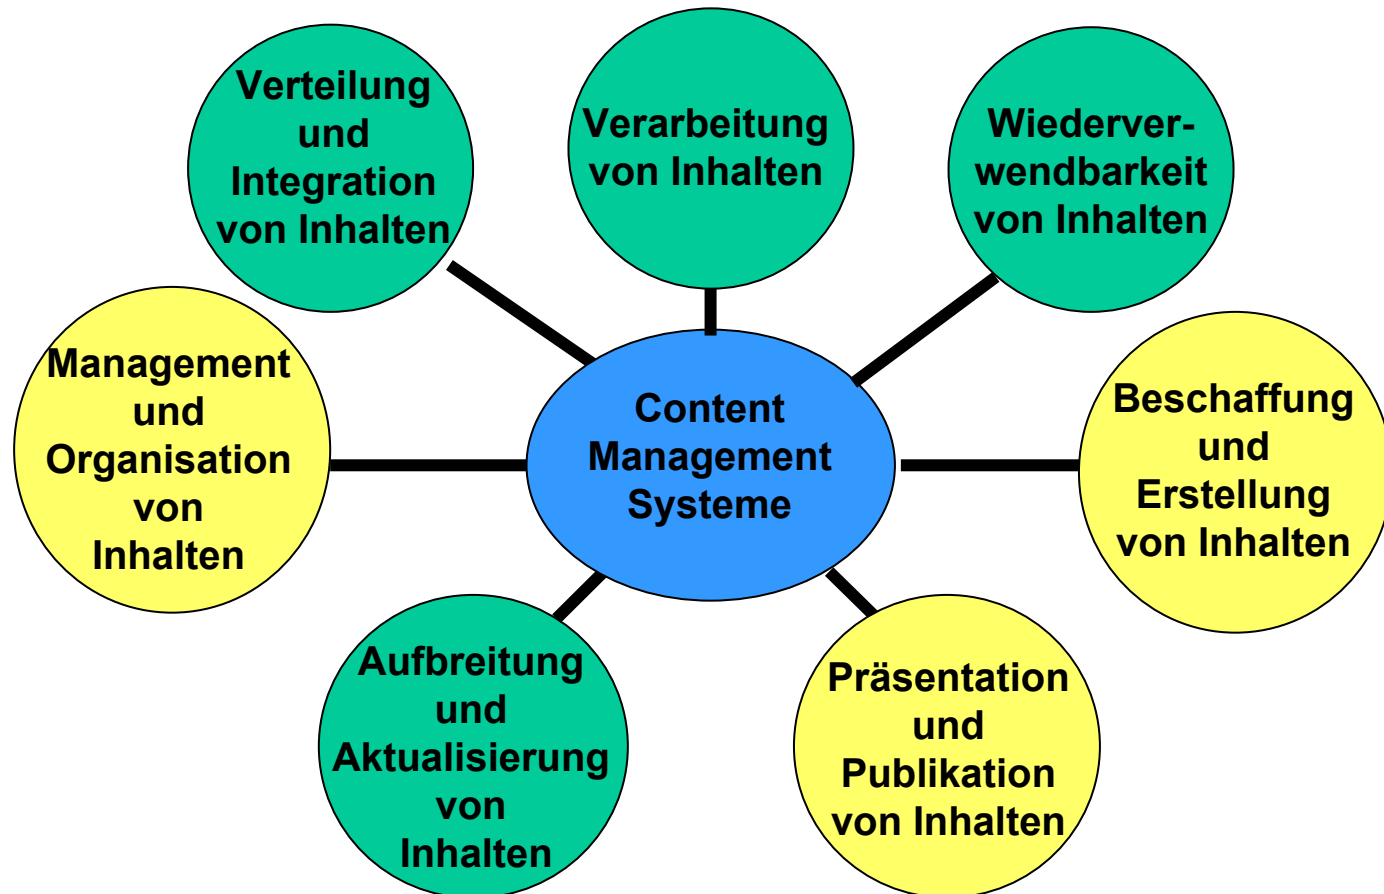 Verteilung
und
Integration
von Inhalten
Verarbeitung
von Inhalten
Wiederver-
wendbarkeit
von Inhalten
Management
und
Organisation
von
Inhalten
Content
Management
Systeme
Beschaffung
und
Erstellung
von Inhalten
Aufbreitung
und
Aktualisierung
von
Inhalten
Präsentation
und
Publikation
von Inhalten